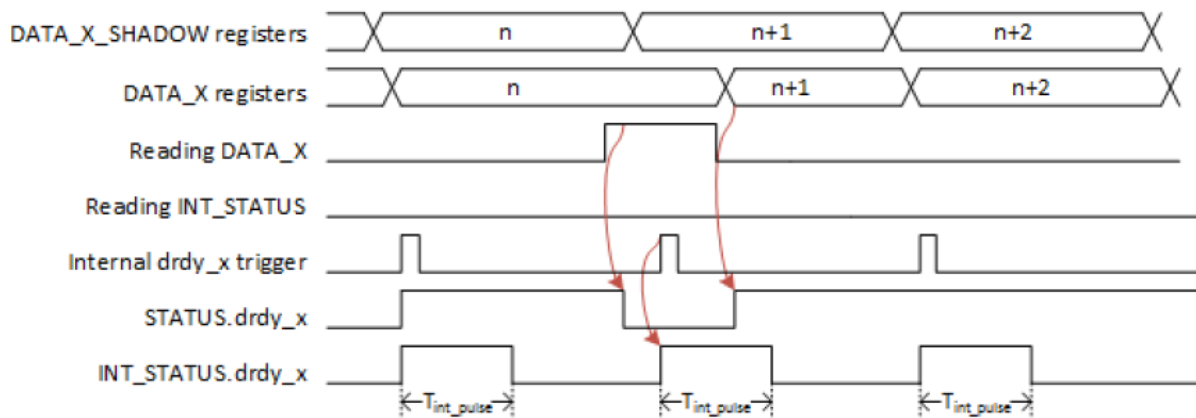 DATA_X_SHADOW registers n n+1 n+2
DATA_X registers n n+1 n+2
Reading DATA_X
Reading INT_STATUS
Internal drdy_x trigger
STATUS.drdy_x
INT_STATUS.drdy_x
Tint_pulse Tint_pulse Tint_pulse